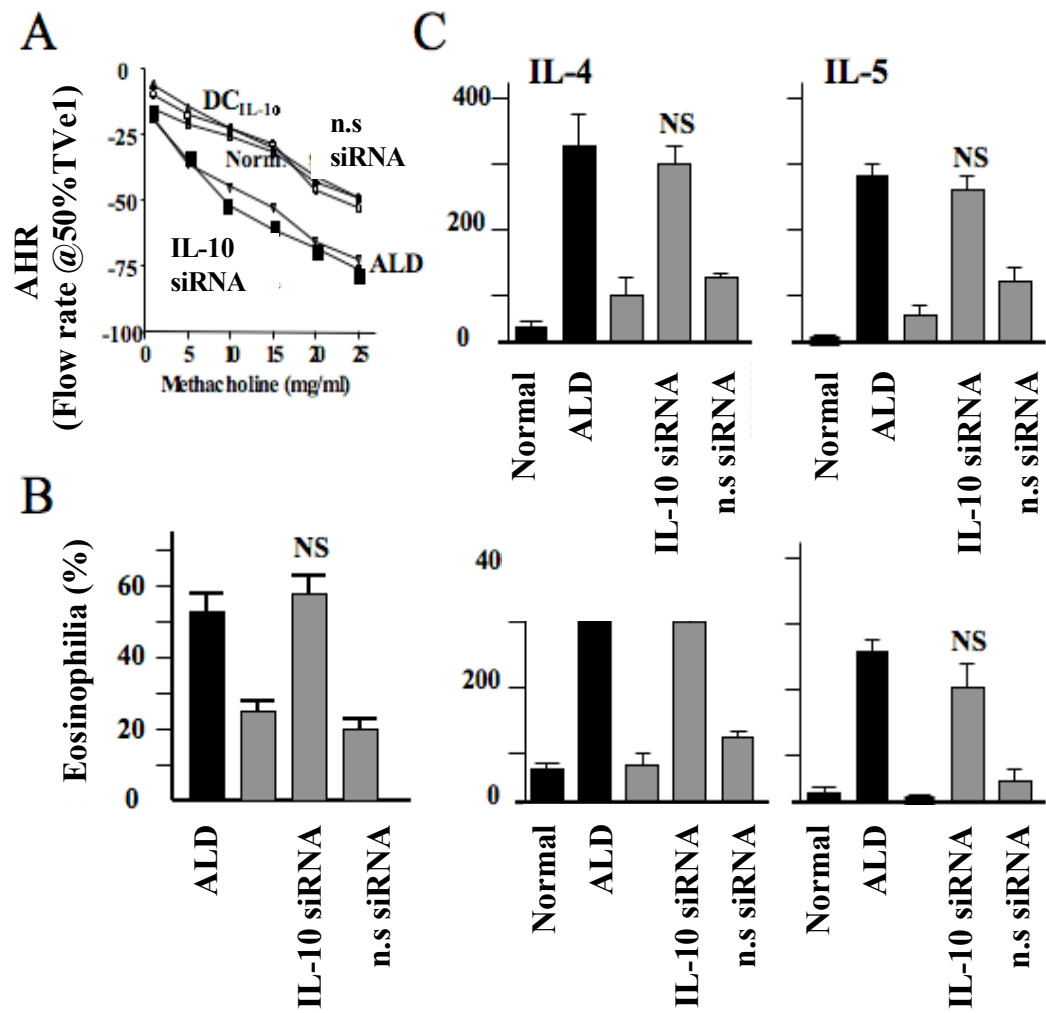 A
AHR
(Flow rate @50%TVe1)
0
-25
-50
-75
-100
DC IL-10
n.s
siRNA
Norm.
IL-10
siRNA
ALD
0 5 10 15 20 25
Methacholine (mg/ml)
B
Eosinophilia (%)
60
40
20
0
NS
ALD
IL-10 siRNA
n.s siRNA
C
IL-4
400
200
0
NS
Normal
ALD
IL-10 siRNA
n.s siRNA
IL-5
NS
Normal
ALD
IL-10 siRNA
n.s siRNA
40
200
0
Normal
ALD
IL-10 siRNA
n.s siRNA
NS
Normal
ALD
IL-10 siRNA
n.s siRNA